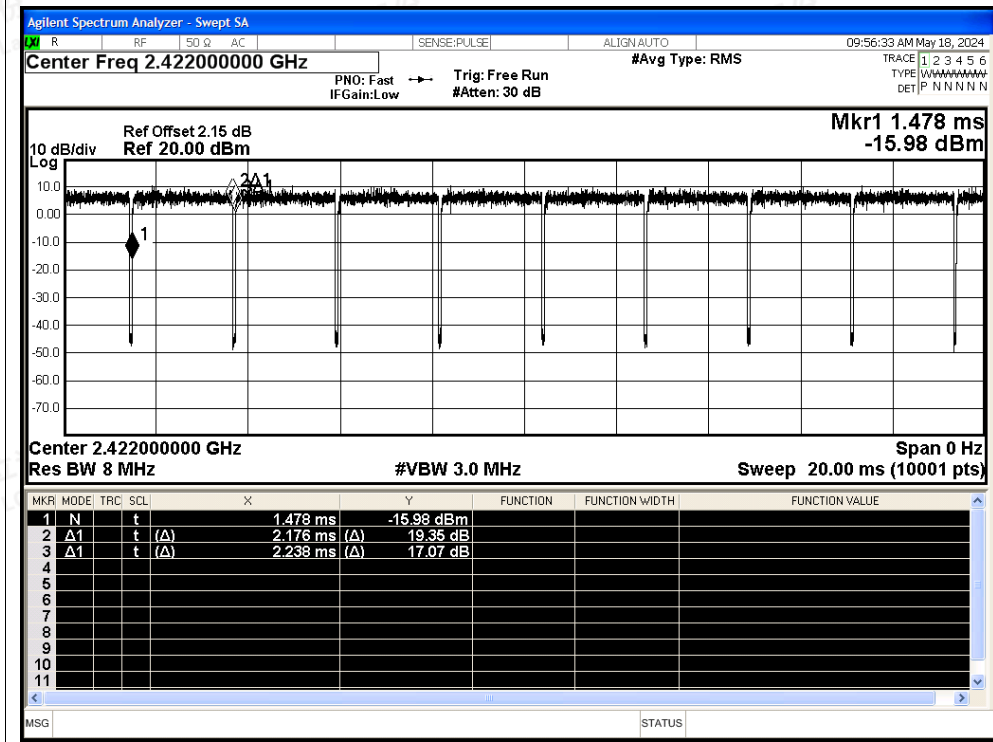 Agilent Spectrum Analyzer - Swept SA
LXI R RF 50 Ω AC SENSE:PULSE ALIGN AUTO 09:56:33 AM May 18, 2024
Center Freq 2.422000000 GHz #Avg Type: RMS TRACE 1 2 3 4 5 6
PNO: Fast Trig: Free Run TYPE WWWWWW
IFGain:Low #Atten: 30 dB DET P N N N N N
Mkr1 1.478 ms
Ref Offset 2.15 dB
10 dB/div Ref 20.00 dBm -15.98 dBm
Log
10.0
2Δ1
0.00
1
-10.0
-20.0
-30.0
-40.0
-50.0
-60.0
-70.0
Center 2.422000000 GHz Span 0 Hz
Res BW 8 MHz #VBW 3.0 MHz Sweep 20.00 ms (10001 pts)
MKR MODE TRC SCL X Y FUNCTION FUNCTION WIDTH FUNCTION VALUE
1 N t 1.478 ms -15.98 dBm
2 Δ1 t (Δ) 2.176 ms (Δ) 19.35 dB
3 Δ1 t (Δ) 2.238 ms (Δ) 17.07 dB
4
5
6
7
8
9
10
11
MSG STATUS